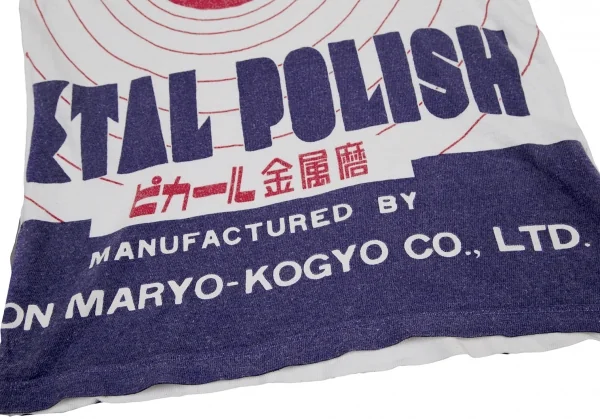 ETAL POLISH
ピカール金属磨
MANUFACTURED BY
ON MARYO-KOGYO CO., LTD.